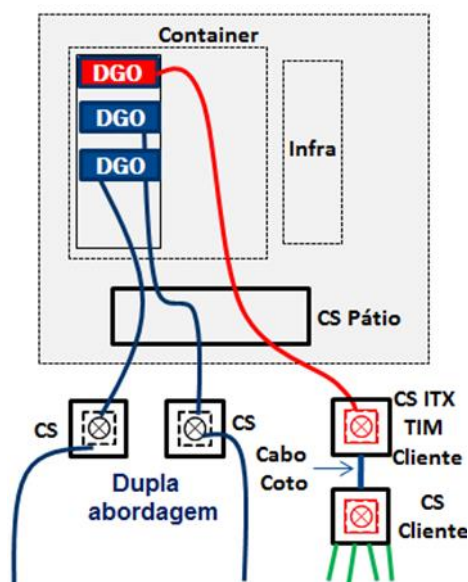 Container
DGO
DGO
DGO
Infra
CS Pátio
CS
CS
CS ITX
TIM
Cliente
Cabo
Coto
Dupla
abordagem
CS
Cliente